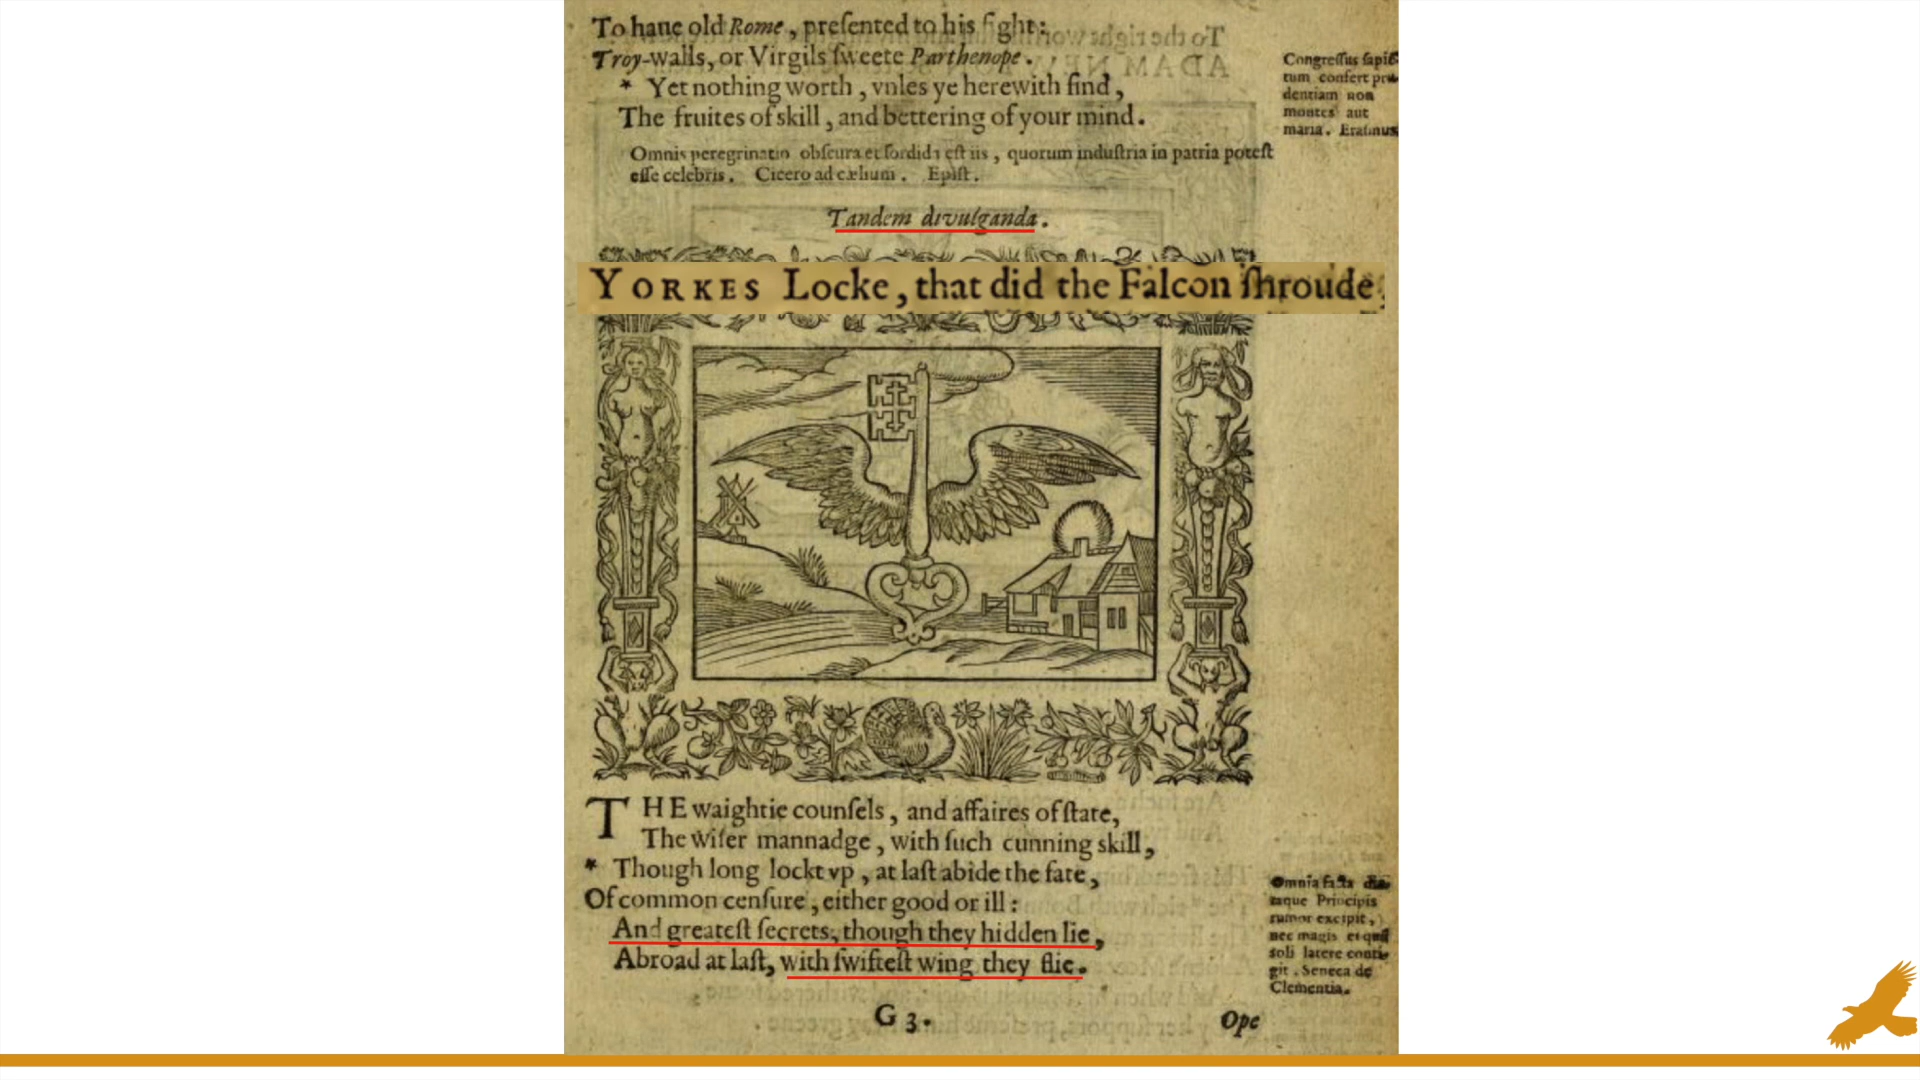 To haue old Rome, preſented to his ſight:
Troy-walls, or Virgils ſweete Parthenope.
* Yet nothing worth, vnles ye herewith find,
The fruites of skill, and bettering of your mind.
Congreſſus ſapiē
tum confert pru
dentiam non
montes aut
maria. Eraſmus
Omnis peregrinatio obſcura et ſordida eſt iis, quorum induſtria in patria poteſt
eſſe celebris. Cicero ad cælium. Epiſt.
Tandem divulganda.
YORKES Locke, that did the Falcon ſhroude
THE waightie counſels, and affaires of ſtate,
The wiſer mannadge, with ſuch cunning skill,
* Though long lockt vp, at laſt abide the fate,
Of common cenſure, either good or ill:
And greateſt ſecrets, though they hidden lie,
Abroad at laſt, with ſwifteſt wing they flie.
Omnia facta dic
taque Principis
rumor excipit,
nec magis ei quā
ſoli latere contin
git. Seneca de
Clementia.
G 3.
Ope